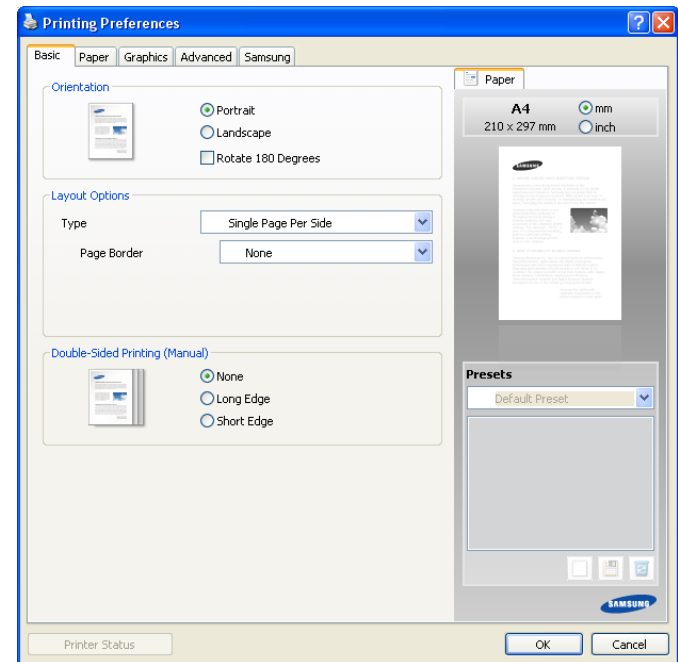 Printing Preferences
Basic Paper Graphics Advanced Samsung
Orientation
Portrait
Landscape
Rotate 180 Degrees
Layout Options
Type Single Page Per Side
Page Border None
Double-Sided Printing (Manual)
None
Long Edge
Short Edge
Paper
A4
210 x 297 mm
mm
inch
SAMSUNG
Presets
Default Preset
SAMSUNG
Printer Status
OK Cancel